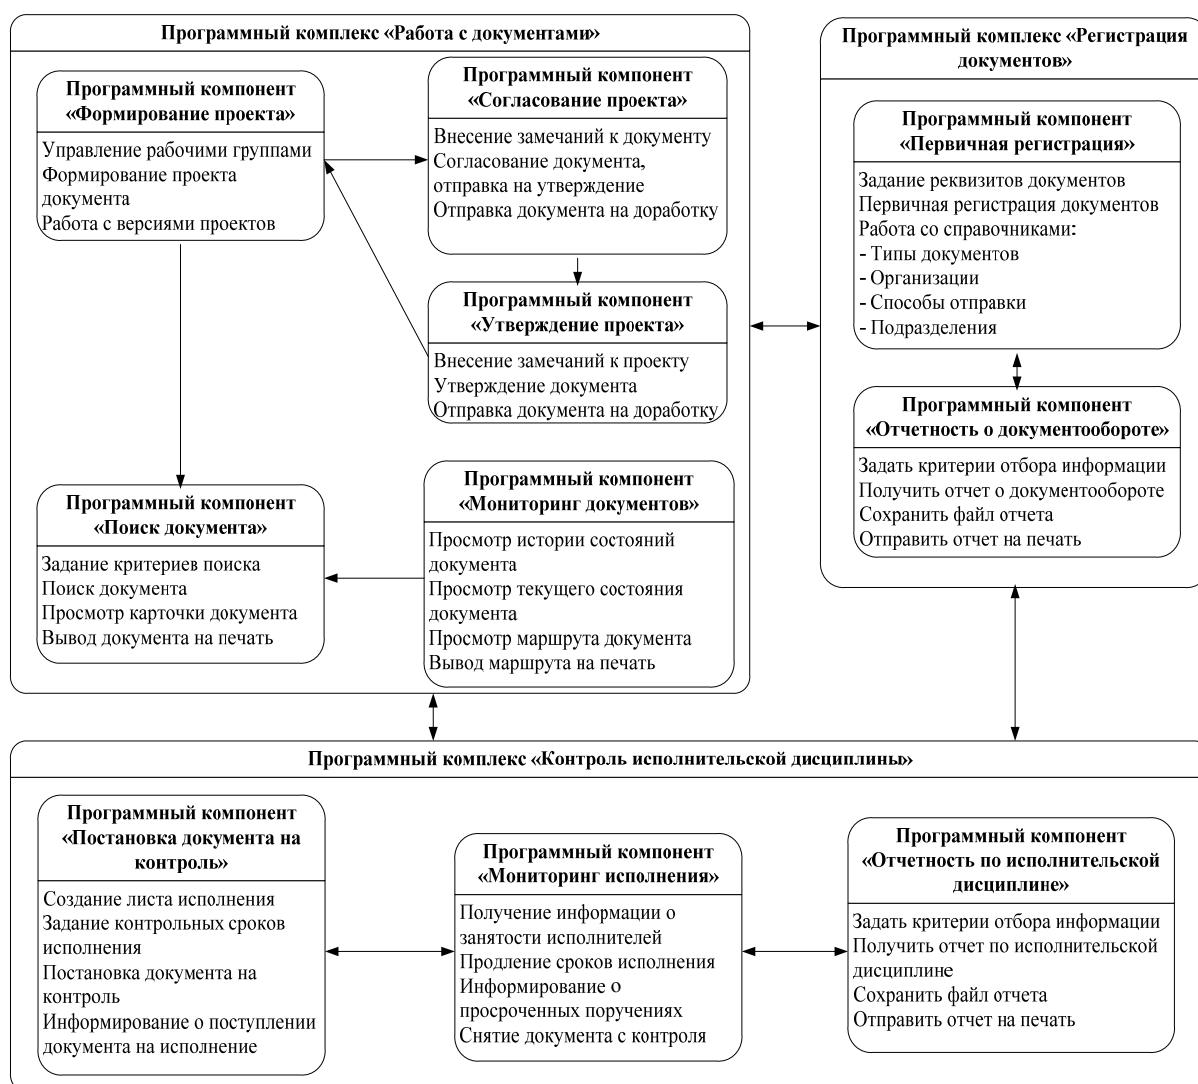 Программный комплекс «Работа с документами»
Программный компонент
«Формирование проекта»
Управление рабочими группами
Формирование проекта
документа
Работа с версиями проектов
Программный компонент
«Согласование проекта»
Внесение замечаний к документу
Согласование документа,
отправка на утверждение
Отправка документа на доработку
Программный компонент
«Утверждение проекта»
Внесение замечаний к проекту
Утверждение документа
Отправка документа на доработку
Программный компонент
«Поиск документа»
Задание критериев поиска
Поиск документа
Просмотр карточки документа
Вывод документа на печать
Программный компонент
«Мониторинг документов»
Просмотр истории состояний
документа
Просмотр текущего состояния
документа
Просмотр маршрута документа
Вывод маршрута на печать
Программный комплекс «Регистрация
документов»
Программный компонент
«Первичная регистрация»
Задание реквизитов документов
Первичная регистрация документов
Работа со справочниками:
- Типы документов
- Организации
- Способы отправки
- Подразделения
Программный компонент
«Отчетность о документообороте»
Задать критерии отбора информации
Получить отчет о документообороте
Сохранить файл отчета
Отправить отчет на печать
Программный комплекс «Контроль исполнительской дисциплины»
Программный компонент
«Постановка документа на
контроль»
Создание листа исполнения
Задание контрольных сроков
исполнения
Постановка документа на
контроль
Информирование о поступлении
документа на исполнение
Программный компонент
«Мониторинг исполнения»
Получение информации о
занятости исполнителей
Продление сроков исполнения
Информирование о
просроченных поручениях
Снятие документа с контроля
Программный компонент
«Отчетность по исполнительской
дисциплине»
Задать критерии отбора информации
Получить отчет по исполнительской
дисциплине
Сохранить файл отчета
Отправить отчет на печать